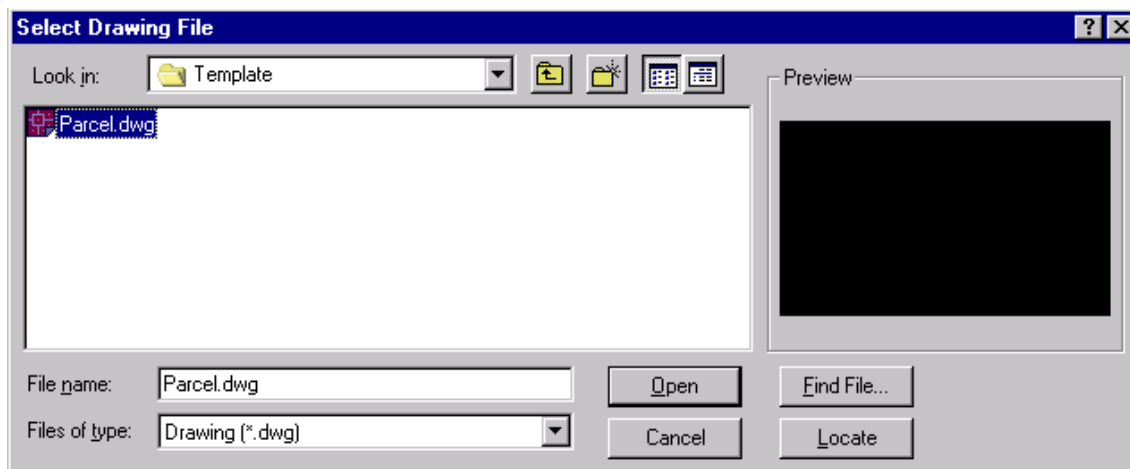 Select Drawing File
Look in: Template
Preview
Parcel.dwg
File name: Parcel.dwg Open Find File...
Files of type: Drawing (*.dwg) Cancel Locate